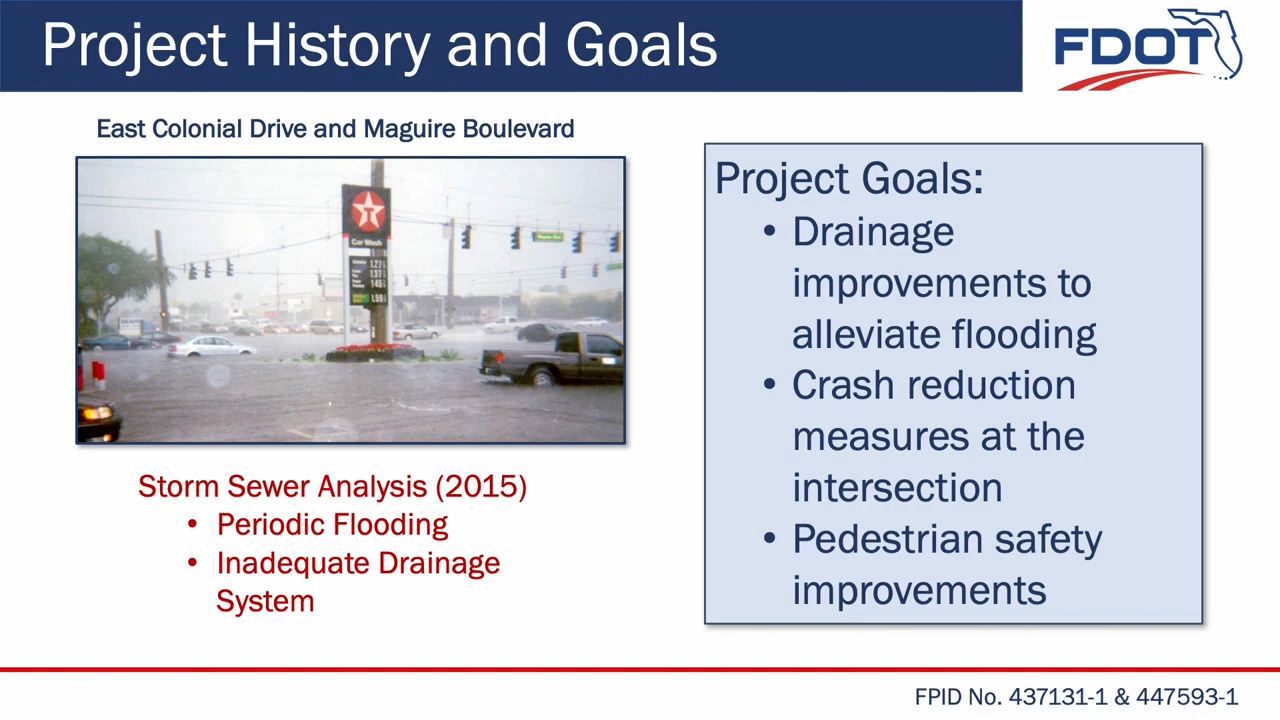 Project History and Goals
FDOT
East Colonial Drive and Maguire Boulevard
Car Wash
Storm Sewer Analysis (2015)
• Periodic Flooding
• Inadequate Drainage
System
Project Goals:
• Drainage
improvements to
alleviate flooding
• Crash reduction
measures at the
intersection
• Pedestrian safety
improvements
FPID No. 437131-1 & 447593-1